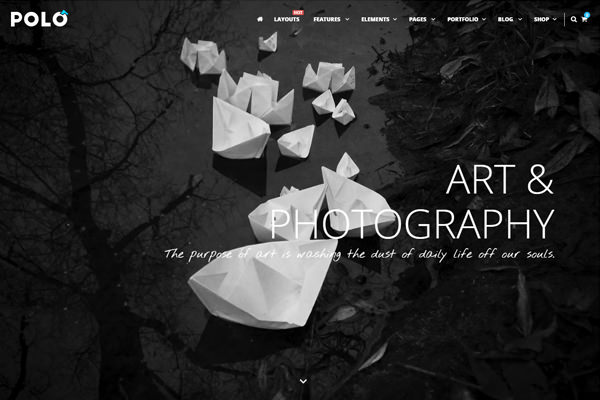 POLO
HOT
LAYOUTS FEATURES ELEMENTS PAGES PORTFOLIO BLOG SHOP
ART &
PHOTOGRAPHY
The purpose of art is washing the dust of daily life off our souls.